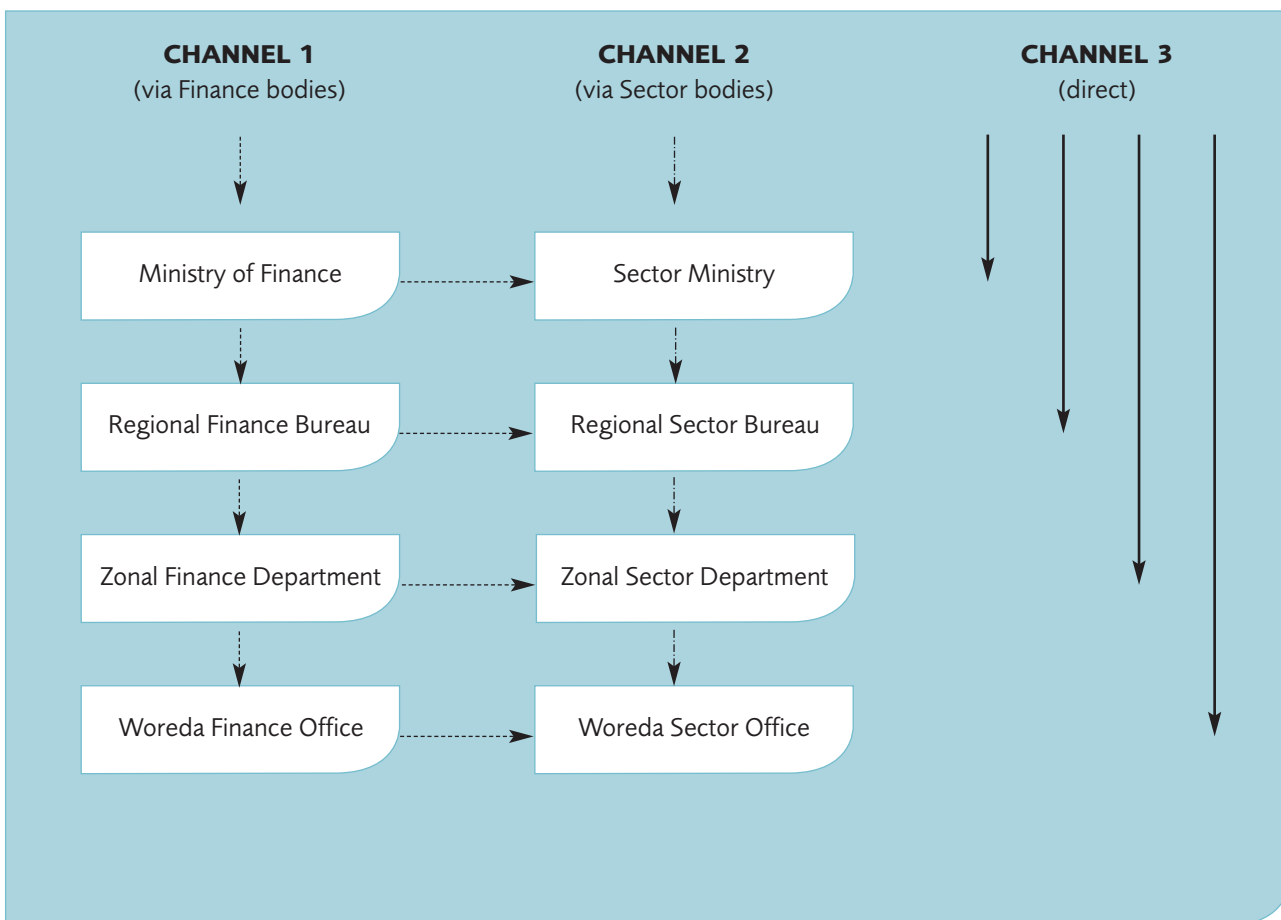 CHANNEL 1
(via Finance bodies)
CHANNEL 2
(via Sector bodies)
CHANNEL 3
(direct)
Ministry of Finance
Sector Ministry
Regional Finance Bureau
Regional Sector Bureau
Zonal Finance Department
Zonal Sector Department
Woreda Finance Office
Woreda Sector Office